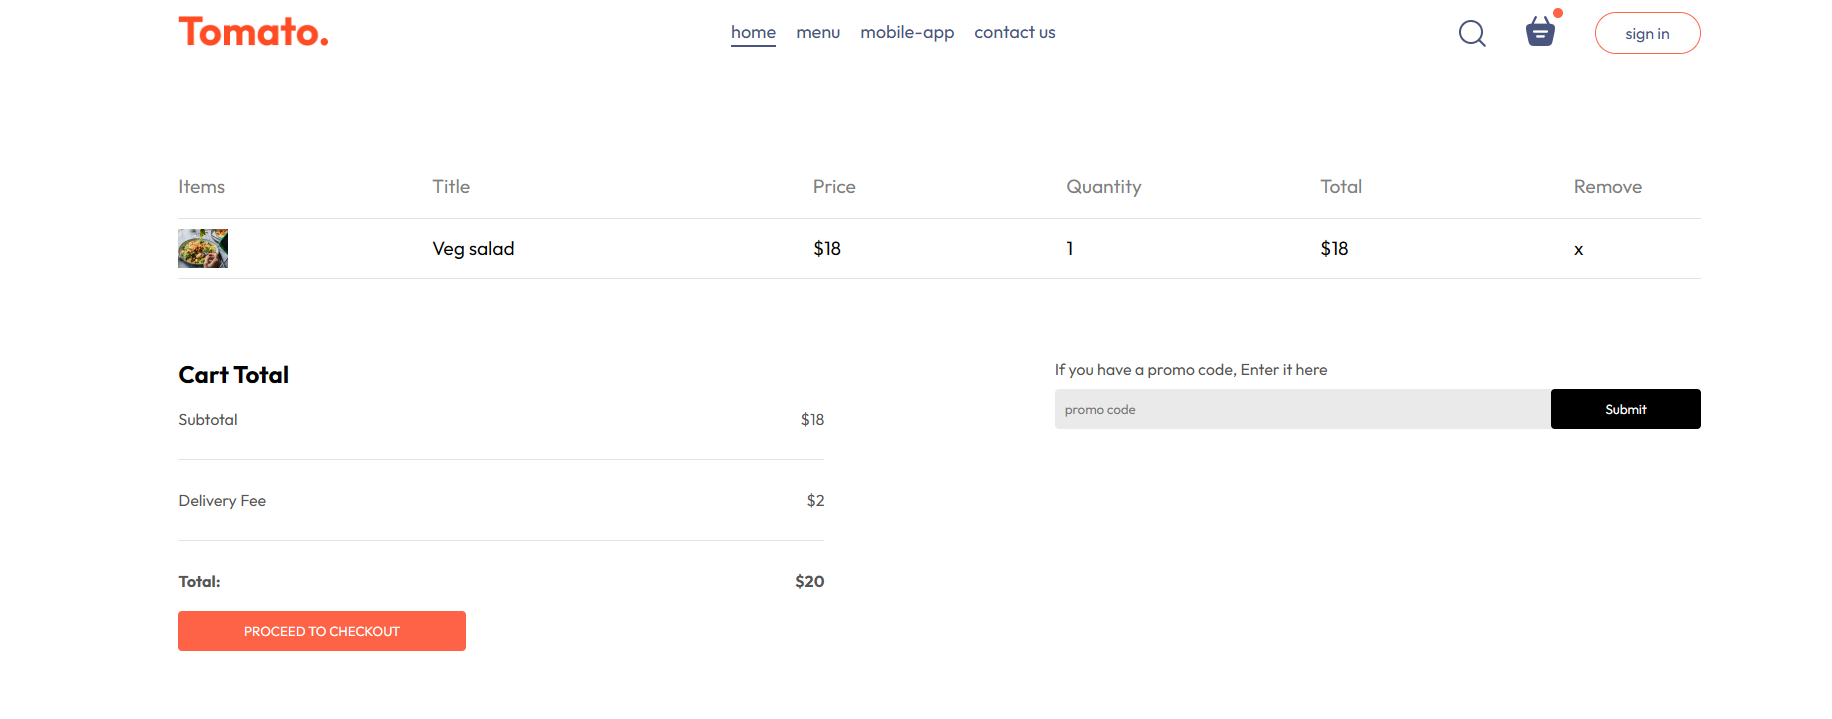 Tomato.
home menu mobile-app contact us
sign in
Items Title Price Quantity Total Remove
Veg salad $18 1 $18 x
Cart Total
Subtotal $18
Delivery Fee $2
Total: $20
PROCEED TO CHECKOUT
If you have a promo code, Enter it here
promo code Submit